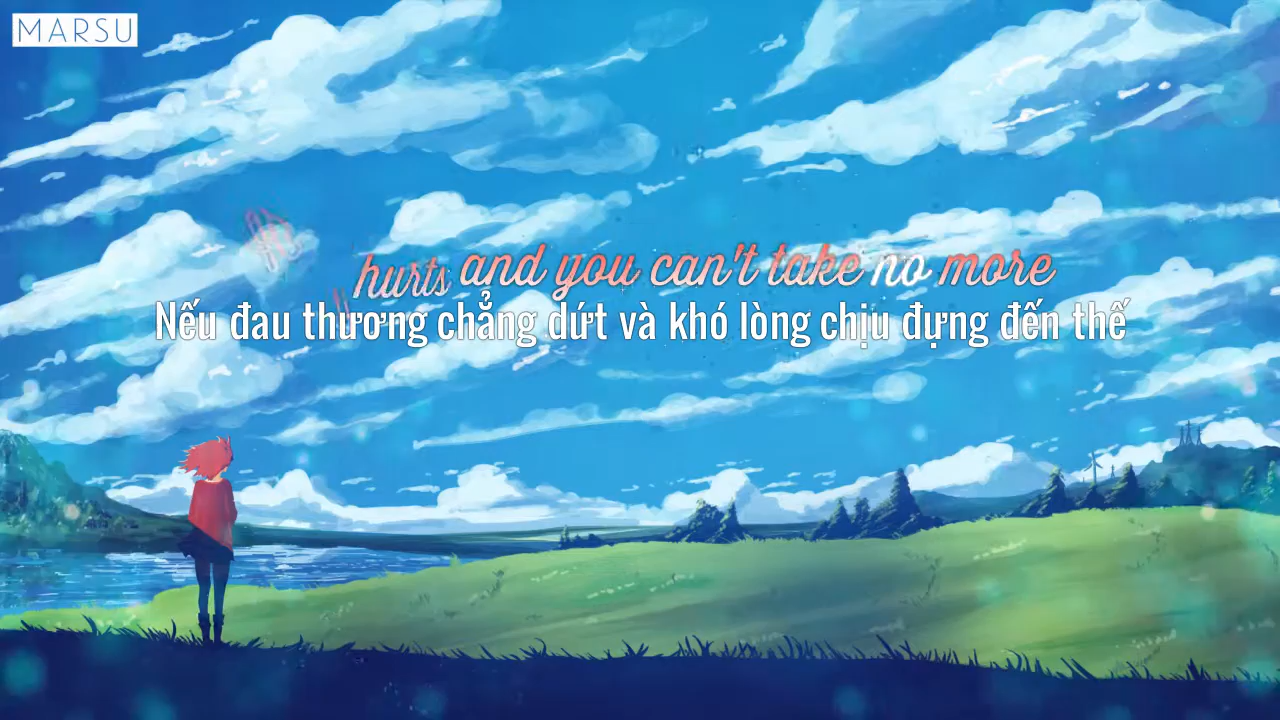 MARSU
hurts and you can't take no more
Nếu đau thương chẳng dứt và khó lòng chịu đựng đến thế